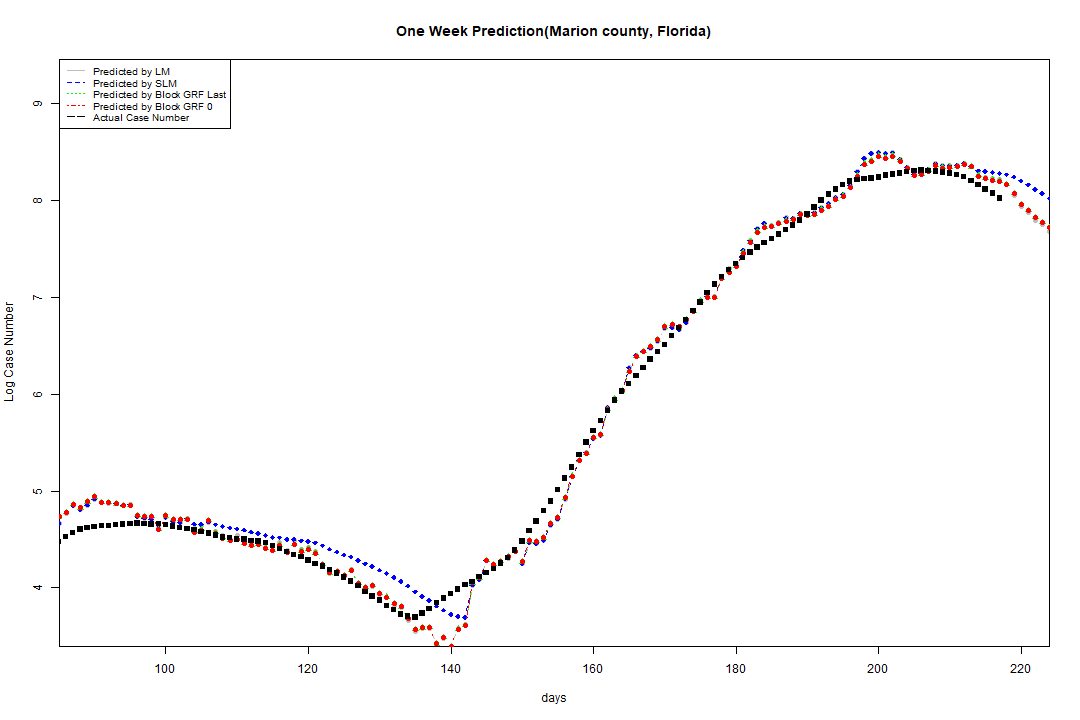 One Week Prediction(Marion county, Florida)
Predicted by LM
Predicted by SLM
Predicted by Block GRF Last
Predicted by Block GRF 0
Actual Case Number
9
8
7
6
5
4
Log Case Number
100 120 140 160 180 200 220
days